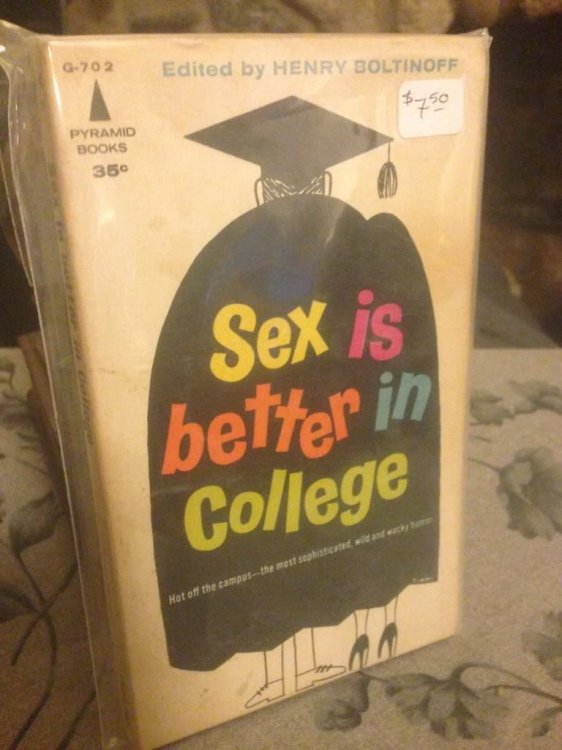 G-702
PYRAMID
BOOKS
35¢
Edited by HENRY BOLTINOFF
$7.50
Sex is
better in
College
Hot off the campus—the most sophisticated, wild and wacky humor